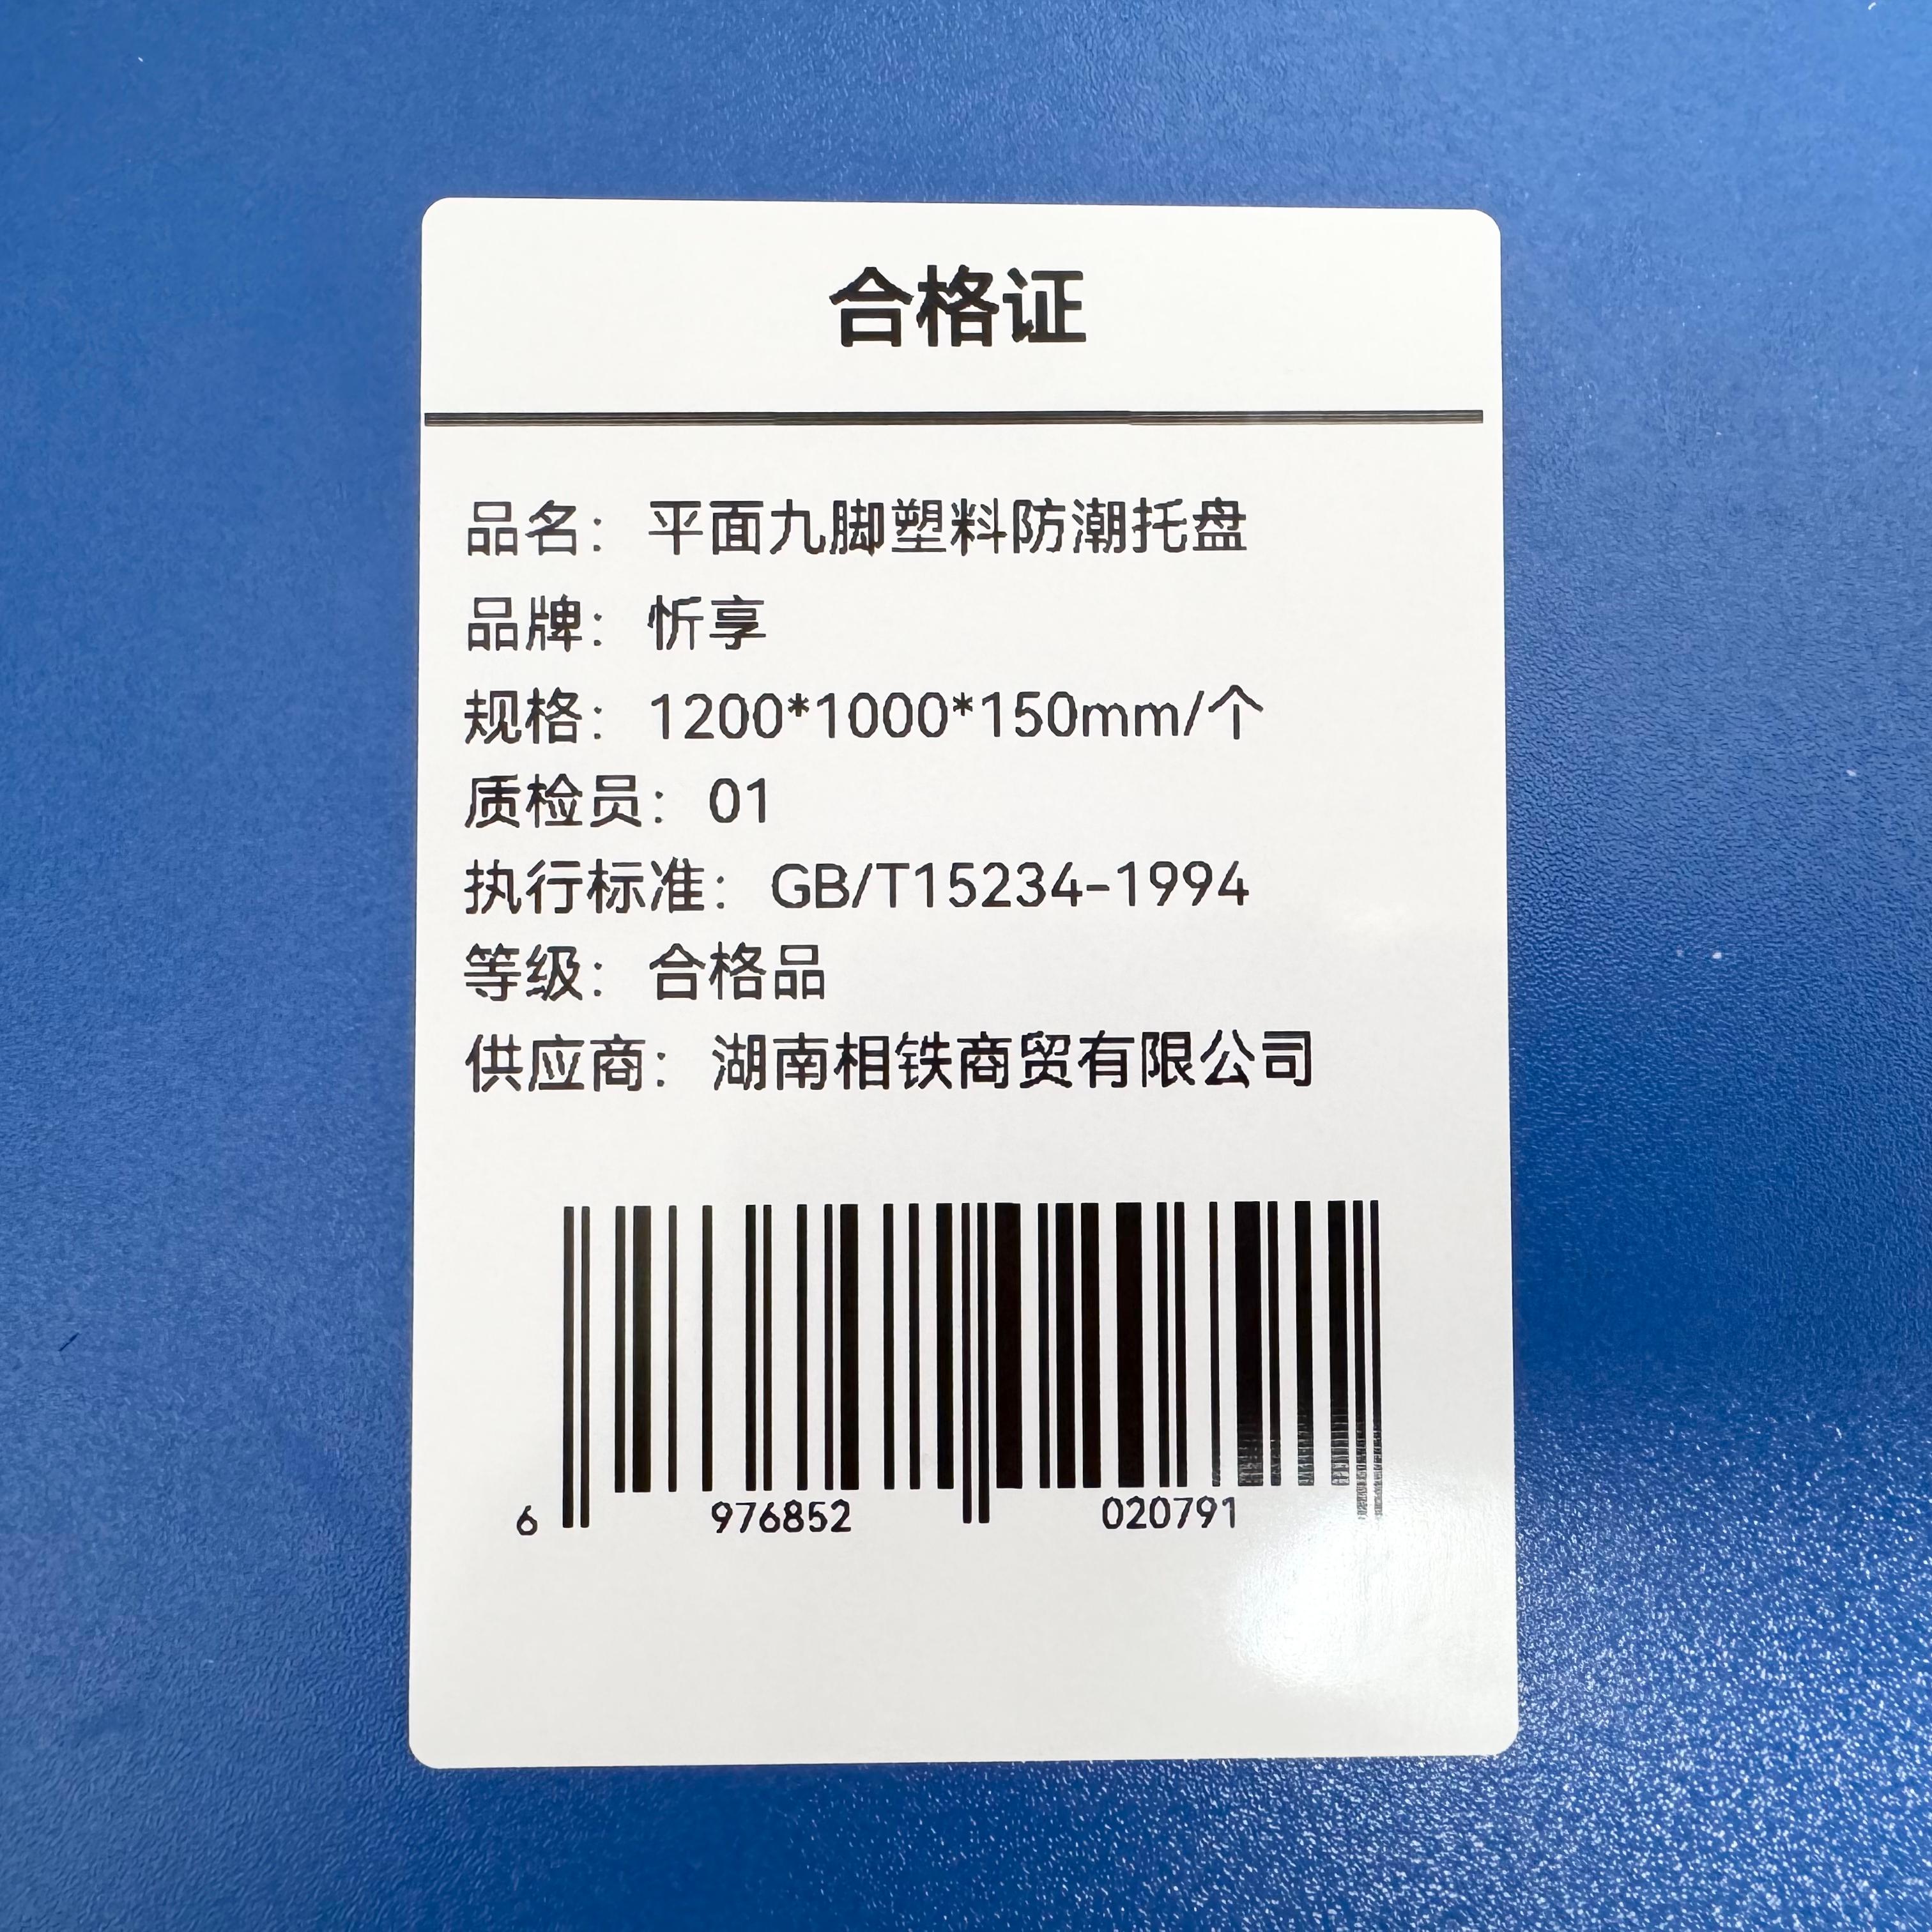 合格证
品名：平面九脚塑料防潮托盘
品牌：忻享
规格：1200*1000*150mm/个
质检员：01
执行标准：GB/T15234-1994
等级：合格品
供应商：湖南相铁商贸有限公司
6 976852 020791